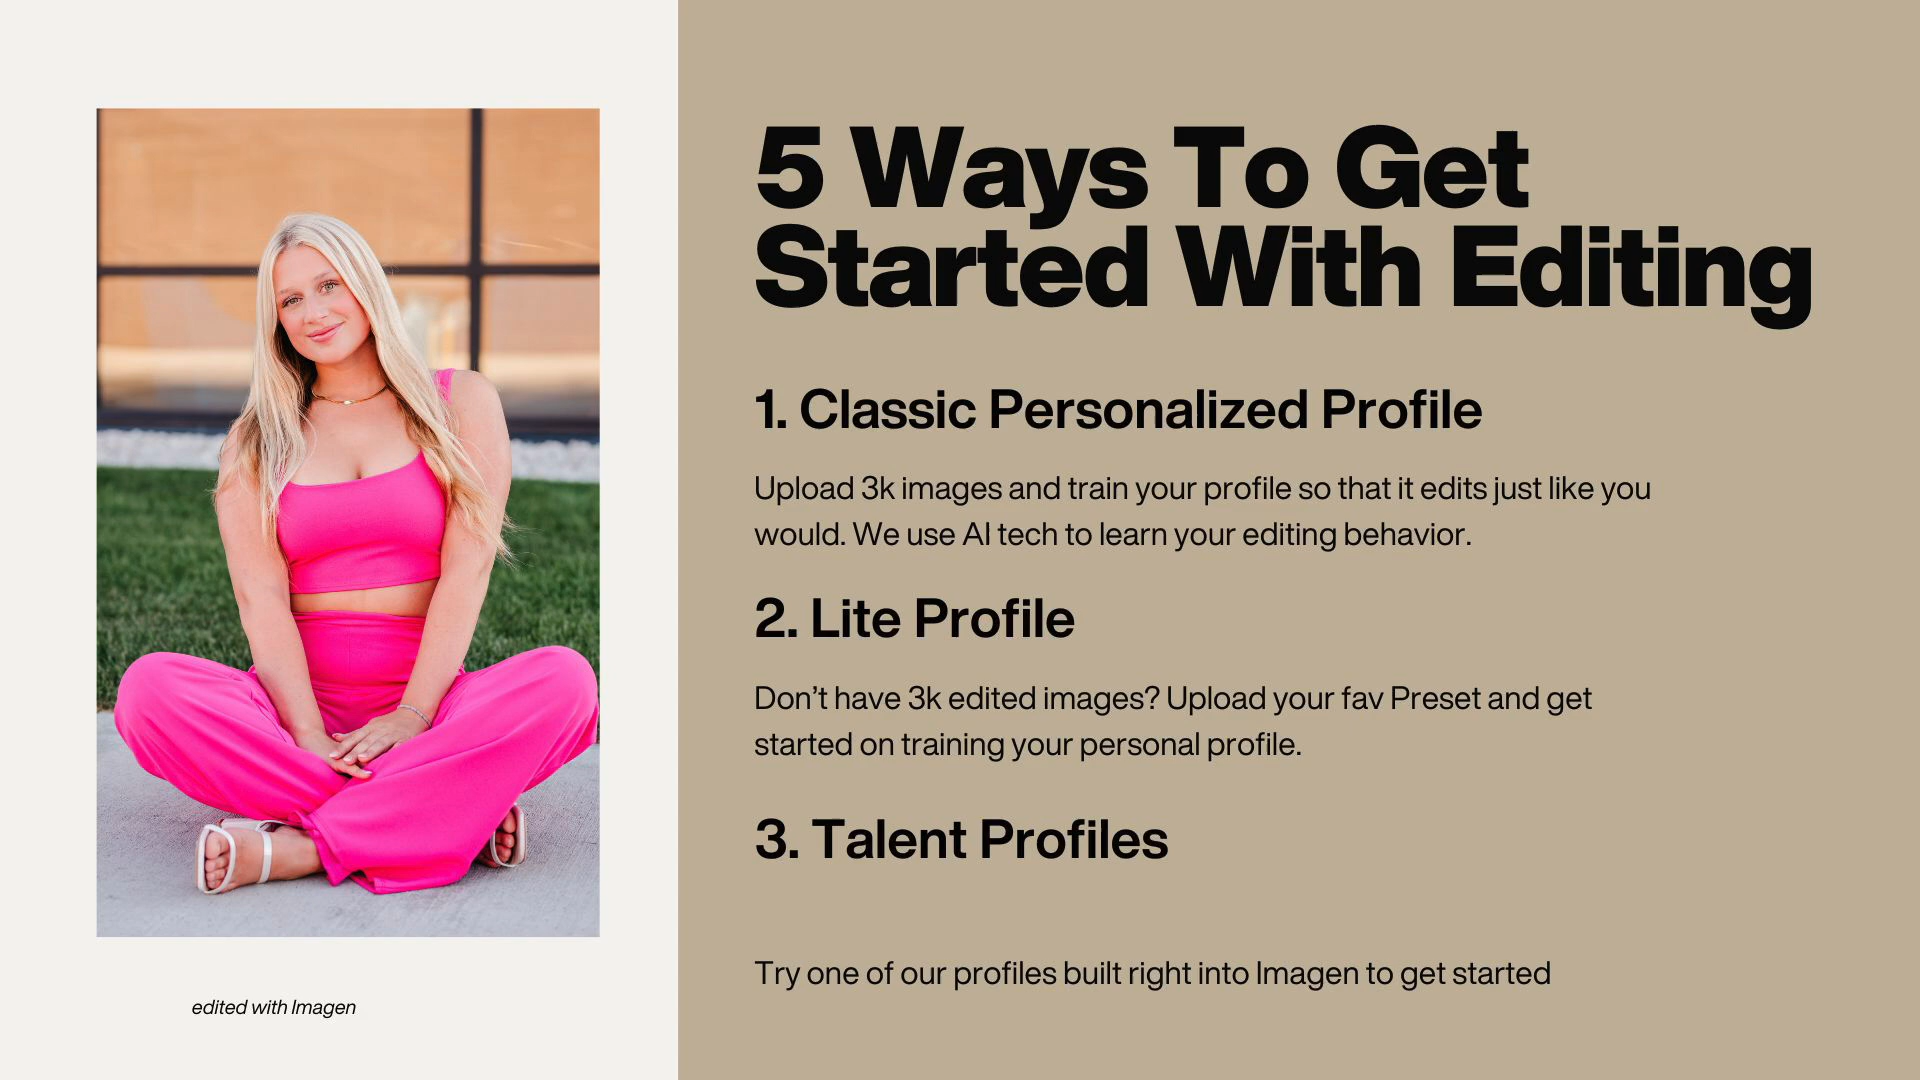 5 Ways To Get
Started With Editing
1. Classic Personalized Profile
Upload 3k images and train your profile so that it edits just like you
would. We use AI tech to learn your editing behavior.
2. Lite Profile
Don’t have 3k edited images? Upload your fav Preset and get
started on training your personal profile.
3. Talent Profiles
Try one of our profiles built right into Imagen to get started
edited with Imagen